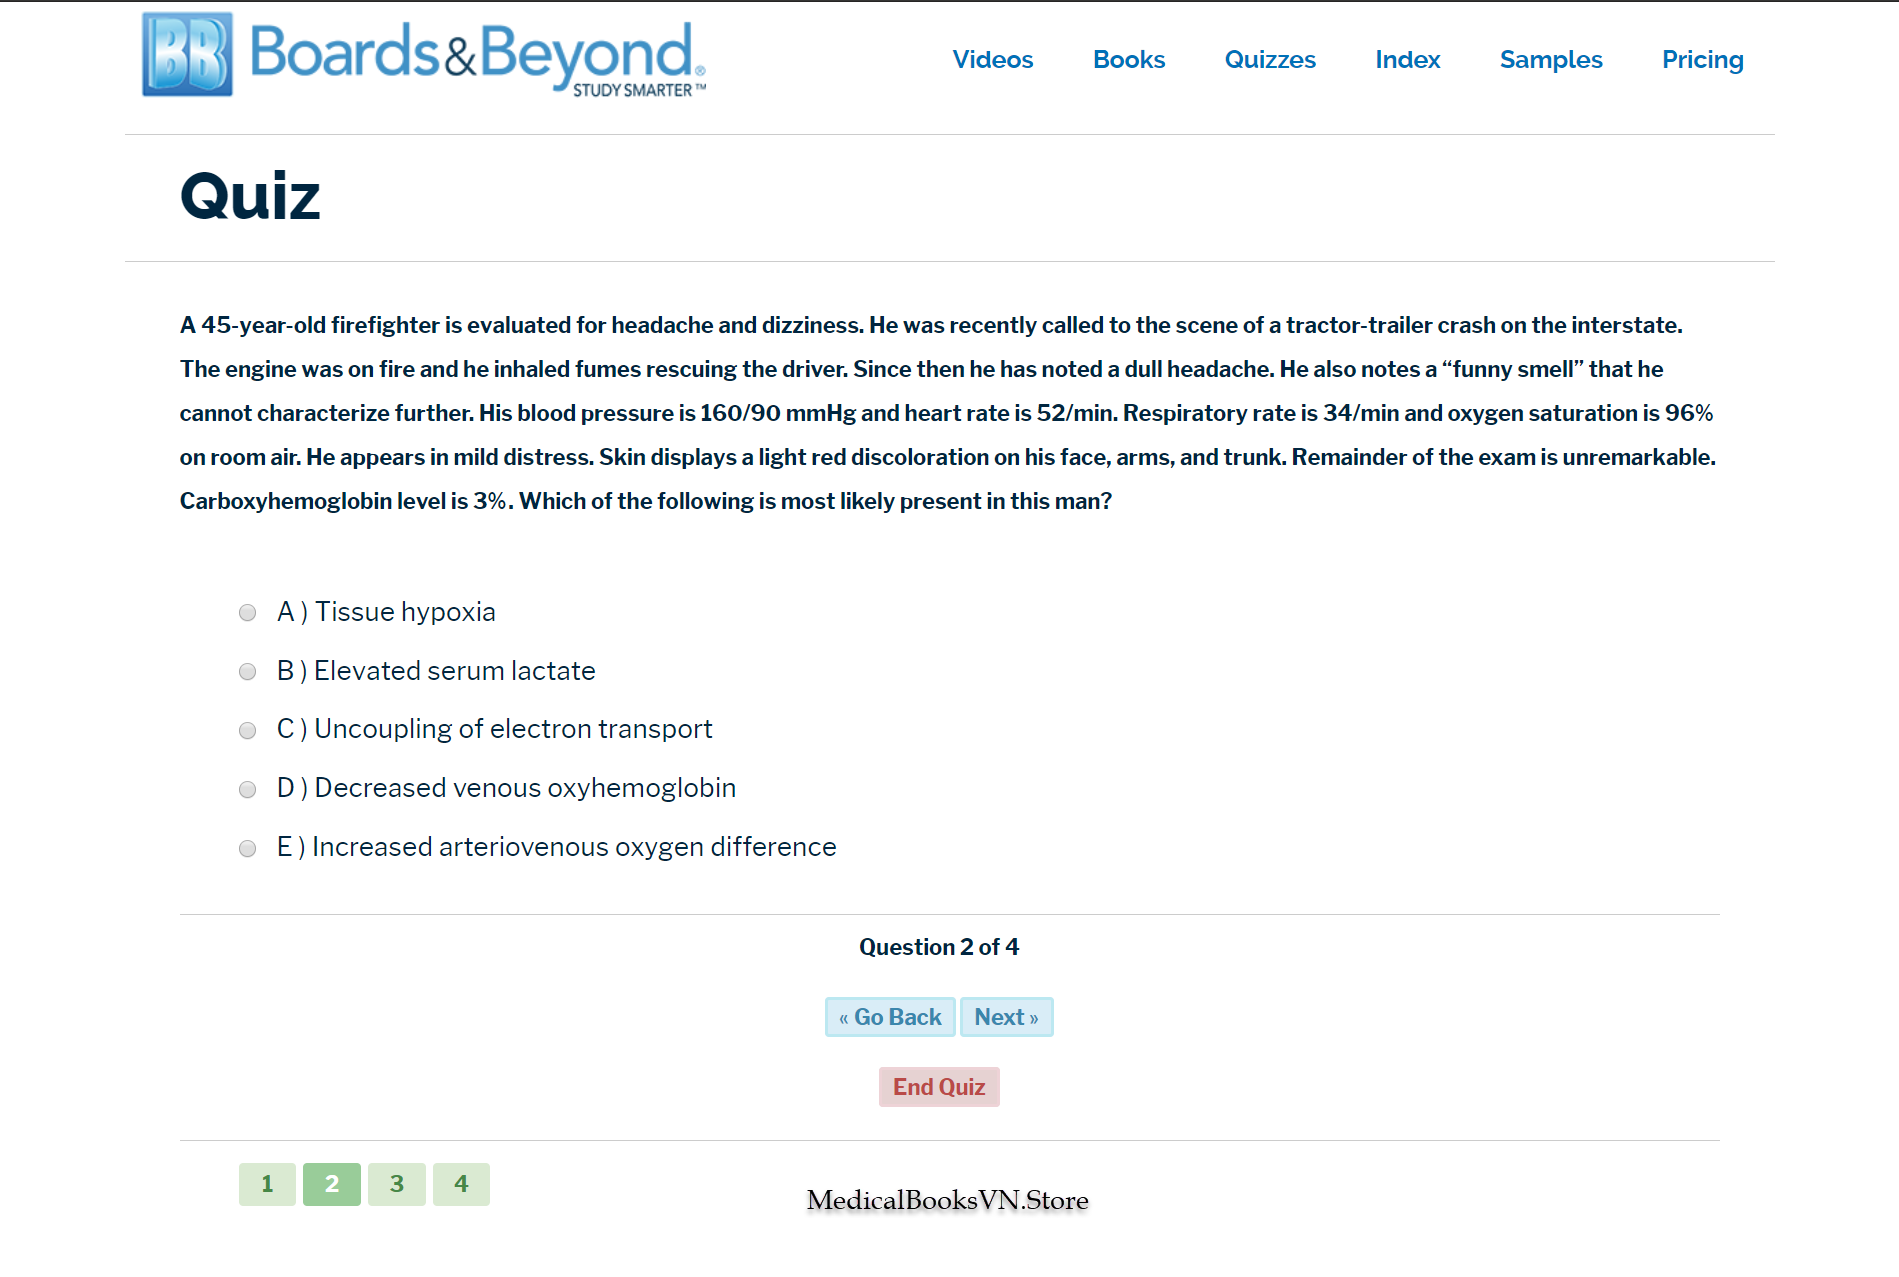 BB Boards&Beyond®
STUDY SMARTER™
Videos Books Quizzes Index Samples Pricing
Quiz
A 45-year-old firefighter is evaluated for headache and dizziness. He was recently called to the scene of a tractor-trailer crash on the interstate.
The engine was on fire and he inhaled fumes rescuing the driver. Since then he has noted a dull headache. He also notes a “funny smell” that he
cannot characterize further. His blood pressure is 160/90 mmHg and heart rate is 52/min. Respiratory rate is 34/min and oxygen saturation is 96%
on room air. He appears in mild distress. Skin displays a light red discoloration on his face, arms, and trunk. Remainder of the exam is unremarkable.
Carboxyhemoglobin level is 3%. Which of the following is most likely present in this man?
A ) Tissue hypoxia
B ) Elevated serum lactate
C ) Uncoupling of electron transport
D ) Decreased venous oxyhemoglobin
E ) Increased arteriovenous oxygen difference
Question 2 of 4
« Go Back Next »
End Quiz
1 2 3 4
MedicalBooksVN.Store